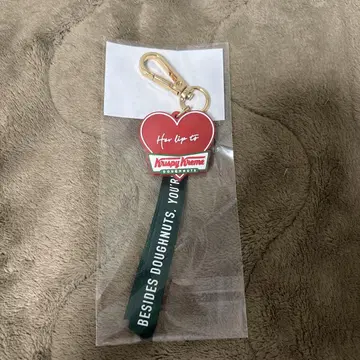 Her lip to
Krispy Kreme
DOUGHNUTS
BESIDES DOUGHNUTS, YOU'R